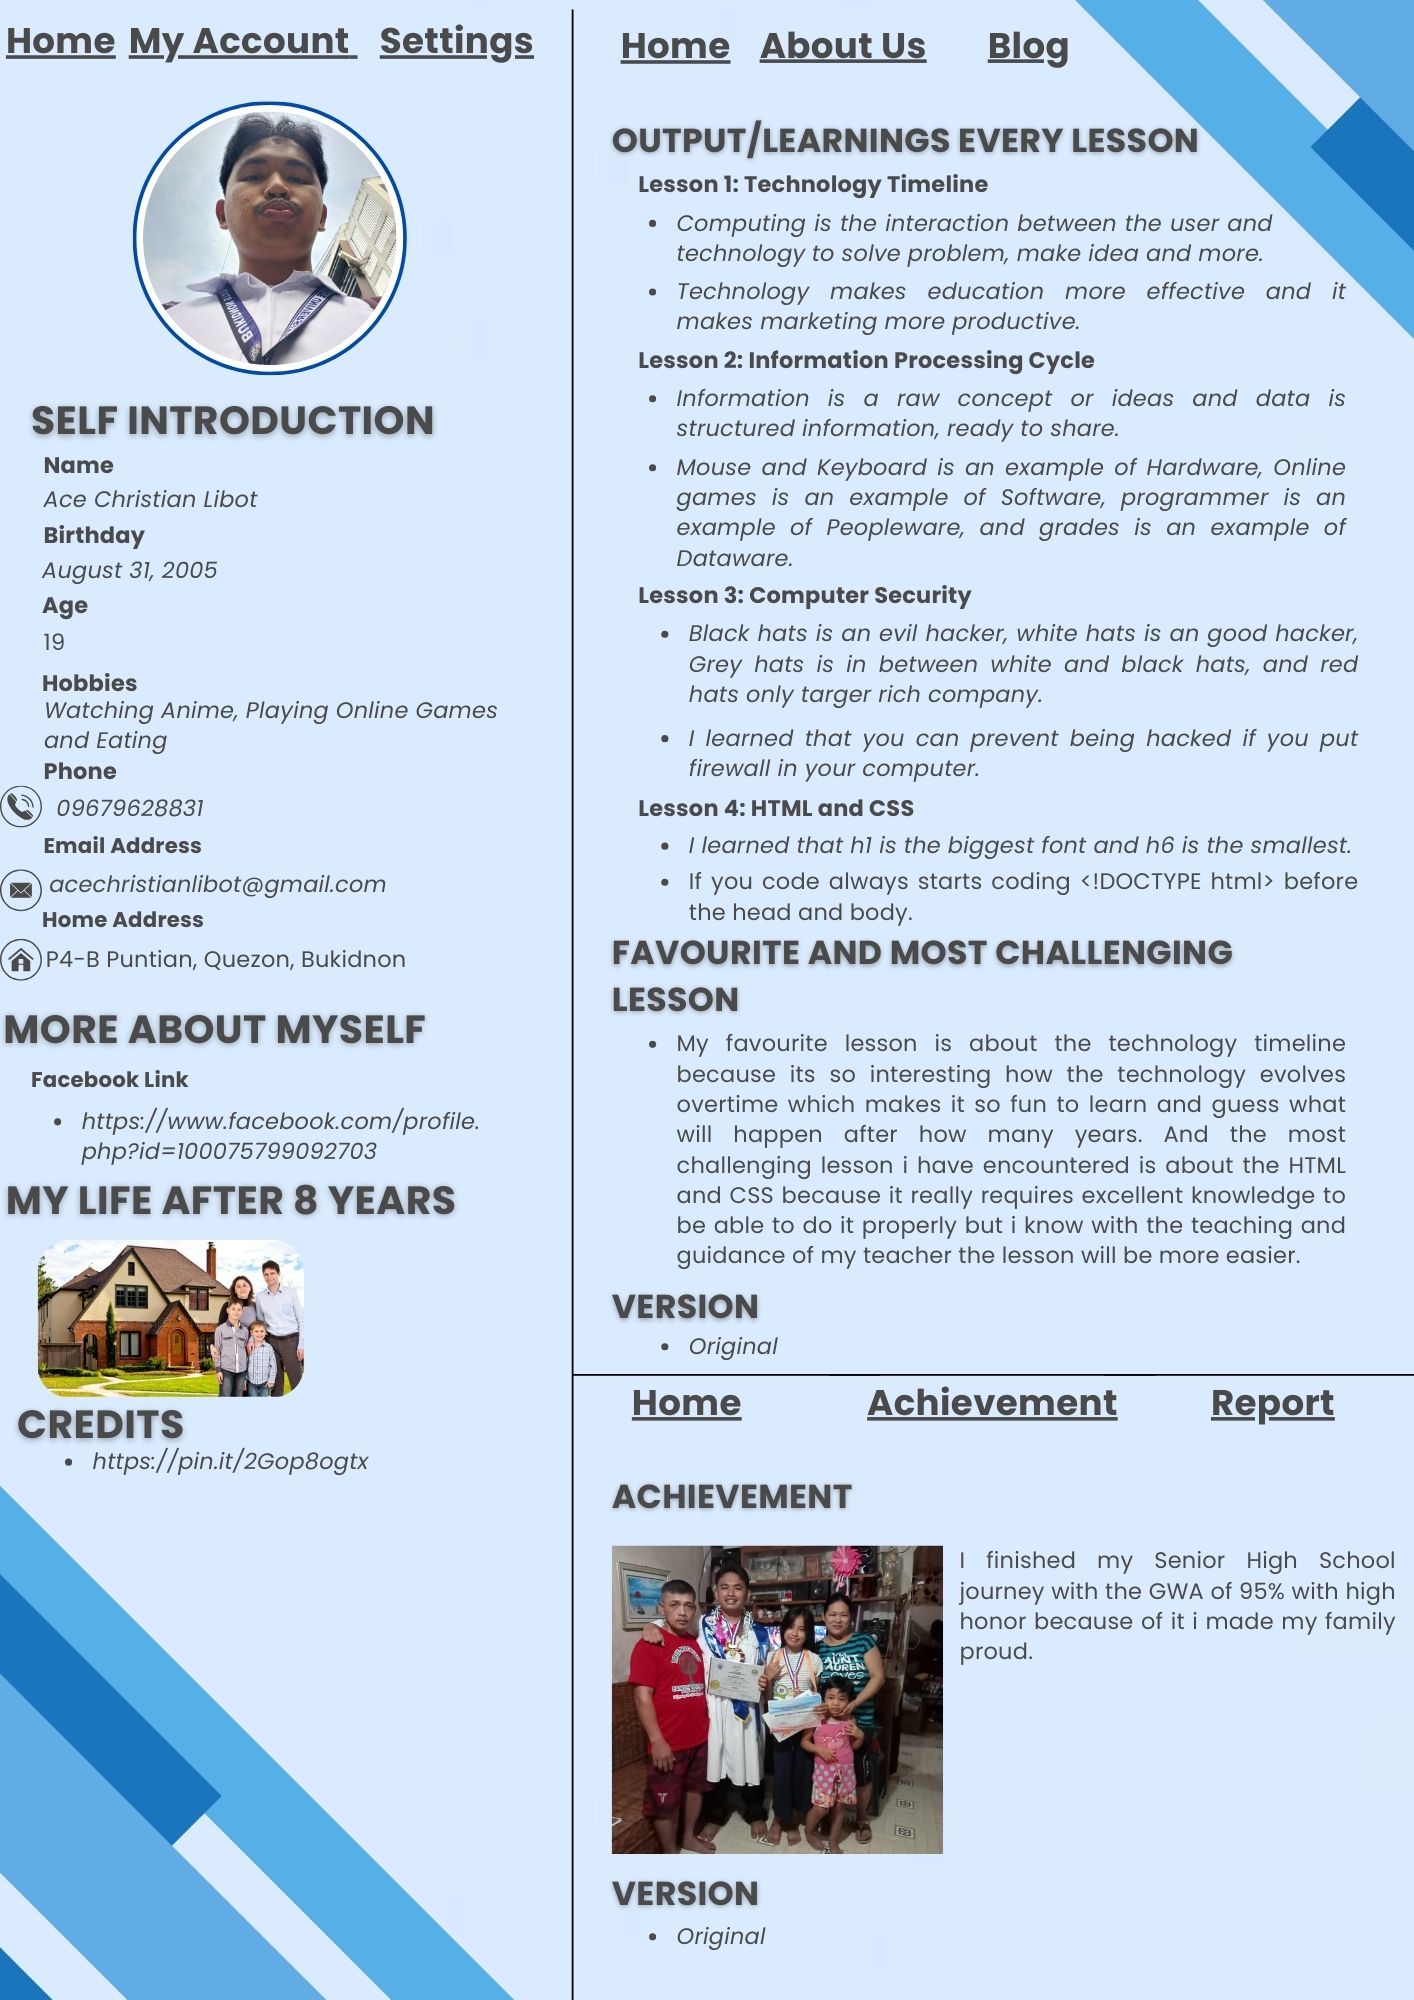 Home My Account Settings
SELF INTRODUCTION
Name
Ace Christian Libot
Birthday
August 31, 2005
Age
19
Hobbies
Watching Anime, Playing Online Games
and Eating
Phone
09679628831
Email Address
acechristianlibot@gmail.com
Home Address
P4-B Puntian, Quezon, Bukidnon
MORE ABOUT MYSELF
Facebook Link
• https://www.facebook.com/profile.
php?id=100075799092703
MY LIFE AFTER 8 YEARS
CREDITS
• https://pin.it/2Gop8ogtx
Home About Us Blog
OUTPUT/LEARNINGS EVERY LESSON
Lesson 1: Technology Timeline
• Computing is the interaction between the user and
technology to solve problem, make idea and more.
• Technology makes education more effective and it
makes marketing more productive.
Lesson 2: Information Processing Cycle
• Information is a raw concept or ideas and data is
structured information, ready to share.
• Mouse and Keyboard is an example of Hardware, Online
games is an example of Software, programmer is an
example of Peopleware, and grades is an example of
Dataware.
Lesson 3: Computer Security
• Black hats is an evil hacker, white hats is an good hacker,
Grey hats is in between white and black hats, and red
hats only targer rich company.
• I learned that you can prevent being hacked if you put
firewall in your computer.
Lesson 4: HTML and CSS
• I learned that h1 is the biggest font and h6 is the smallest.
• If you code always starts coding <!DOCTYPE html> before
the head and body.
FAVOURITE AND MOST CHALLENGING
LESSON
• My favourite lesson is about the technology timeline
because its so interesting how the technology evolves
overtime which makes it so fun to learn and guess what
will happen after how many years. And the most
challenging lesson i have encountered is about the HTML
and CSS because it really requires excellent knowledge to
be able to do it properly but i know with the teaching and
guidance of my teacher the lesson will be more easier.
VERSION
• Original
Home Achievement Report
ACHIEVEMENT
I finished my Senior High School
journey with the GWA of 95% with high
honor because of it i made my family
proud.
VERSION
• Original